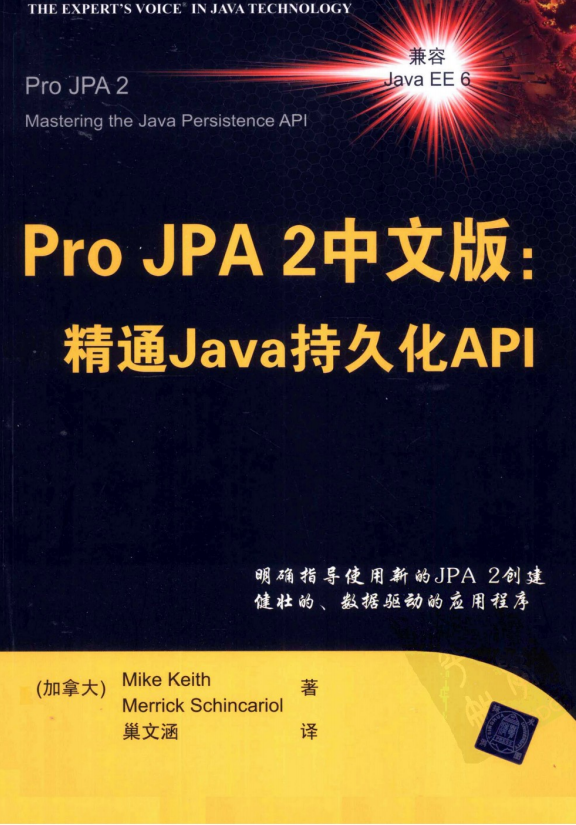 THE EXPERT'S VOICE® IN JAVA TECHNOLOGY
兼容
Java EE 6
Pro JPA 2
Mastering the Java Persistence API
Pro JPA 2中文版：
精通Java持久化API
明确指导使用新的JPA 2创建
健壮的、数据驱动的应用程序
(加拿大) Mike Keith
Merrick Schincariol 著
巢文涵 译